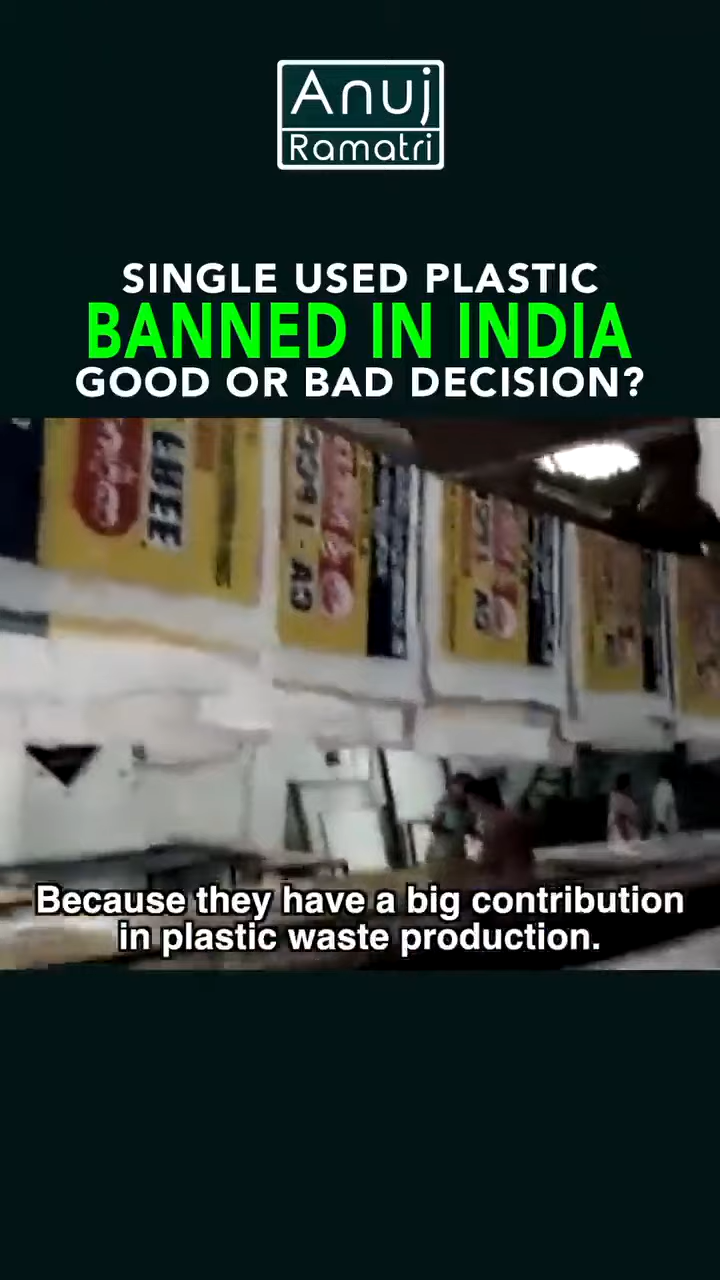 Anuj
Ramatri
SINGLE USED PLASTIC
BANNED IN INDIA
GOOD OR BAD DECISION?
FREE
Because they have a big contribution
in plastic waste production.